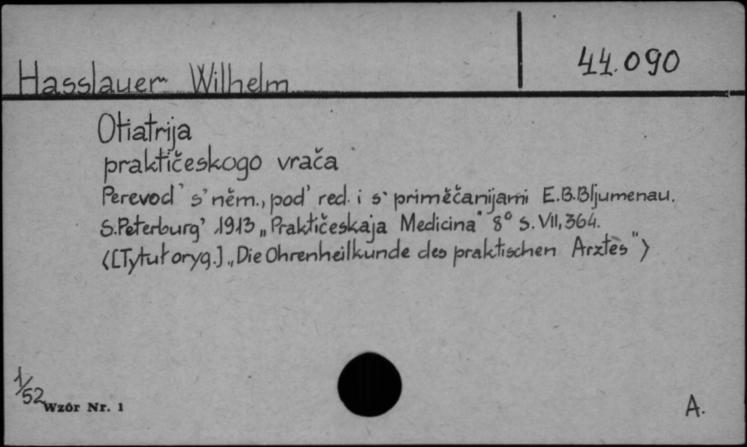 44.090
Hasslauer Wilhelm
Otiatrija
praktičeskogo vrača
Perevod' s' něm., pod' red. i s' priměčanijami E.B.Bljumenau.
S.Peterburg' 1913 „Praktičeskaja Medicina" 8° S. VII, 364.
⟨[Tytuł oryg.] „Die Ohrenheilkunde des praktischen Arztes"⟩
1/52
Wzór Nr. 1
A.